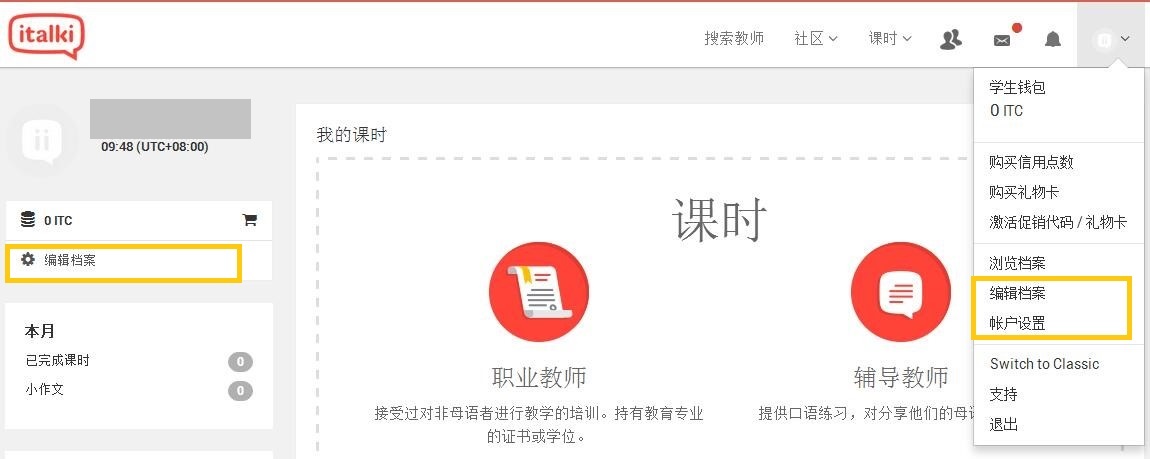 italki
搜索教师
社区
课时
09:48 (UTC+08:00)
0 ITC
编辑档案
本月
已完成课时
0
小作文
0
我的课时
课时
职业教师
接受过对非母语者进行教学的培训。持有教育专业
的证书或学位。
辅导教师
提供口语练习，对分享他们的母语
学生钱包
0 ITC
购买信用点数
购买礼物卡
激活促销代码 / 礼物卡
浏览档案
编辑档案
帐户设置
Switch to Classic
支持
退出